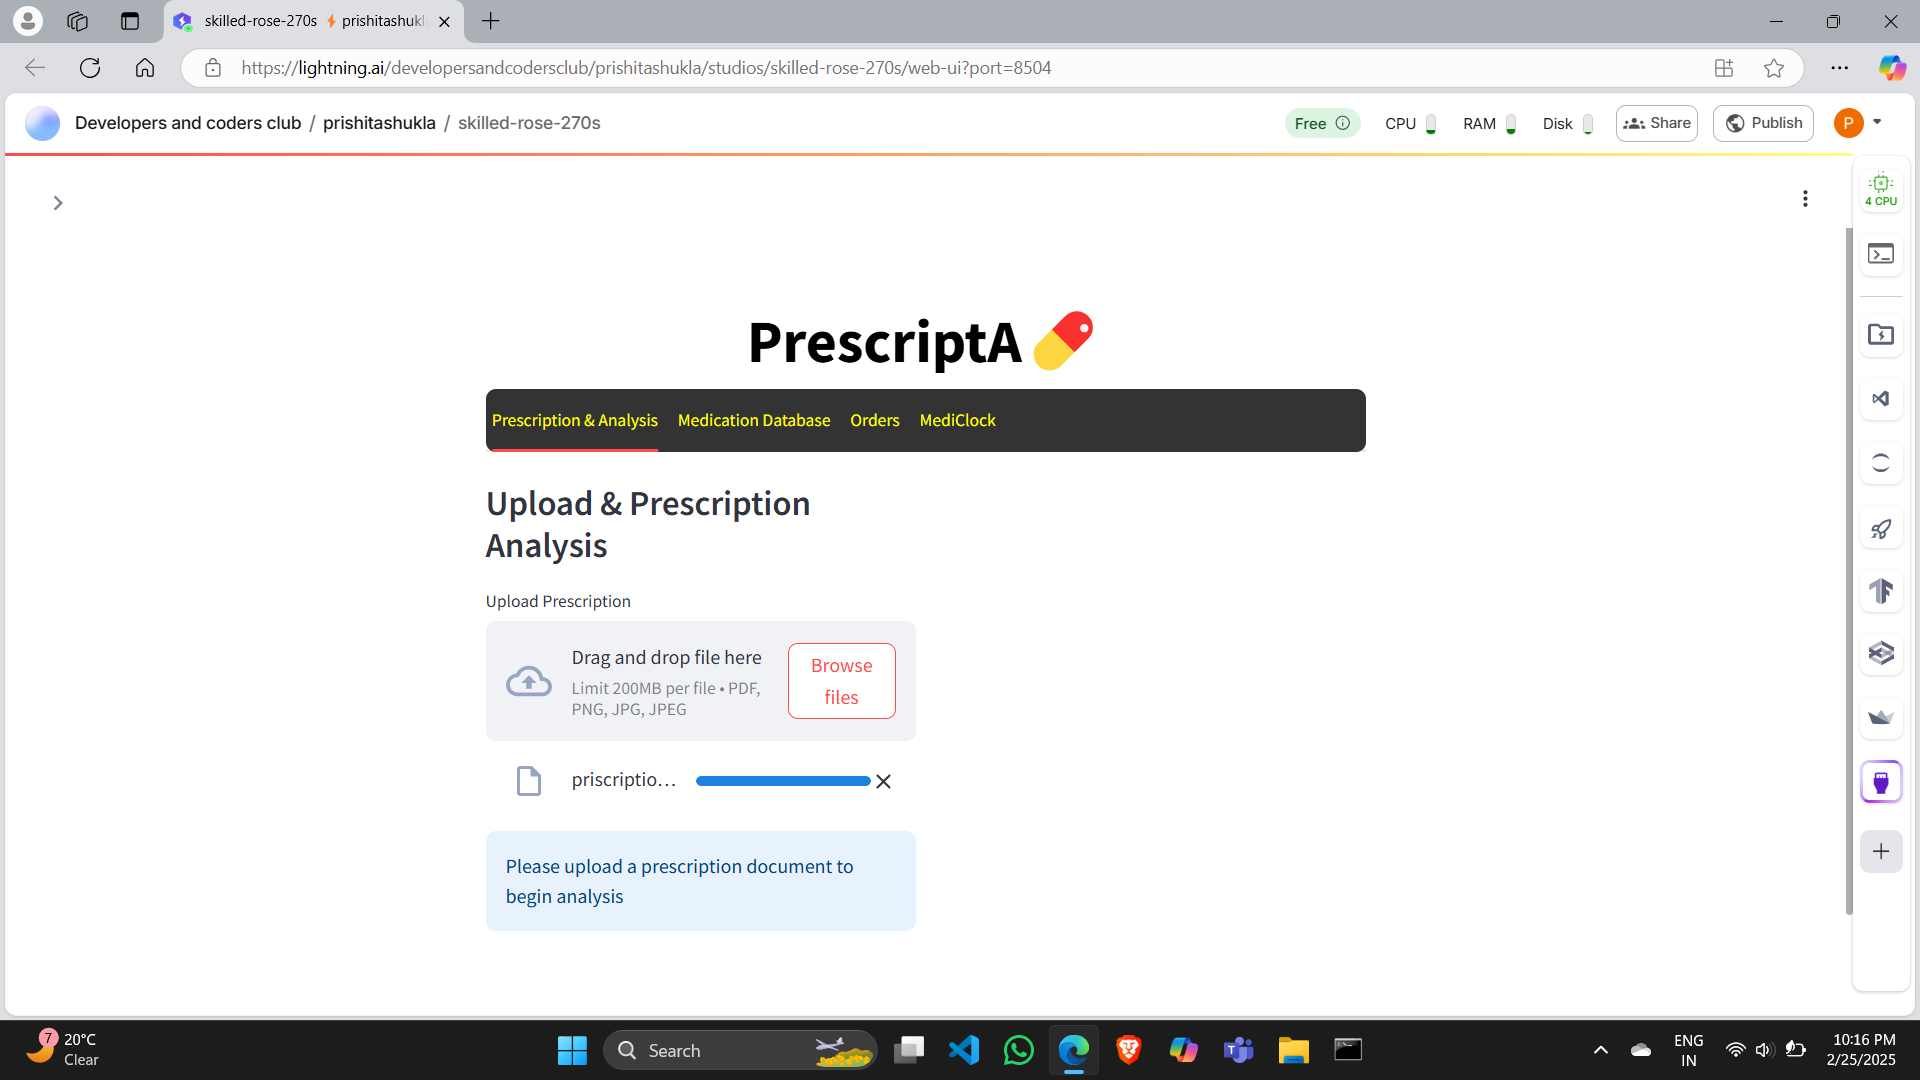 skilled-rose-270s ⚡ prishitashukl
https://lightning.ai/developersandcodersclub/prishitashukla/studios/skilled-rose-270s/web-ui?port=8504
Developers and coders club / prishitashukla / skilled-rose-270s
Free
CPU
RAM
Disk
Share
Publish
P
4 CPU
PrescriptA
Prescription & Analysis
Medication Database
Orders
MediClock
Upload & Prescription
Analysis
Upload Prescription
Drag and drop file here
Limit 200MB per file • PDF,
PNG, JPG, JPEG
Browse
files
priscriptio…
Please upload a prescription document to
begin analysis
7
20°C
Clear
Search
ENG
IN
10:16 PM
2/25/2025